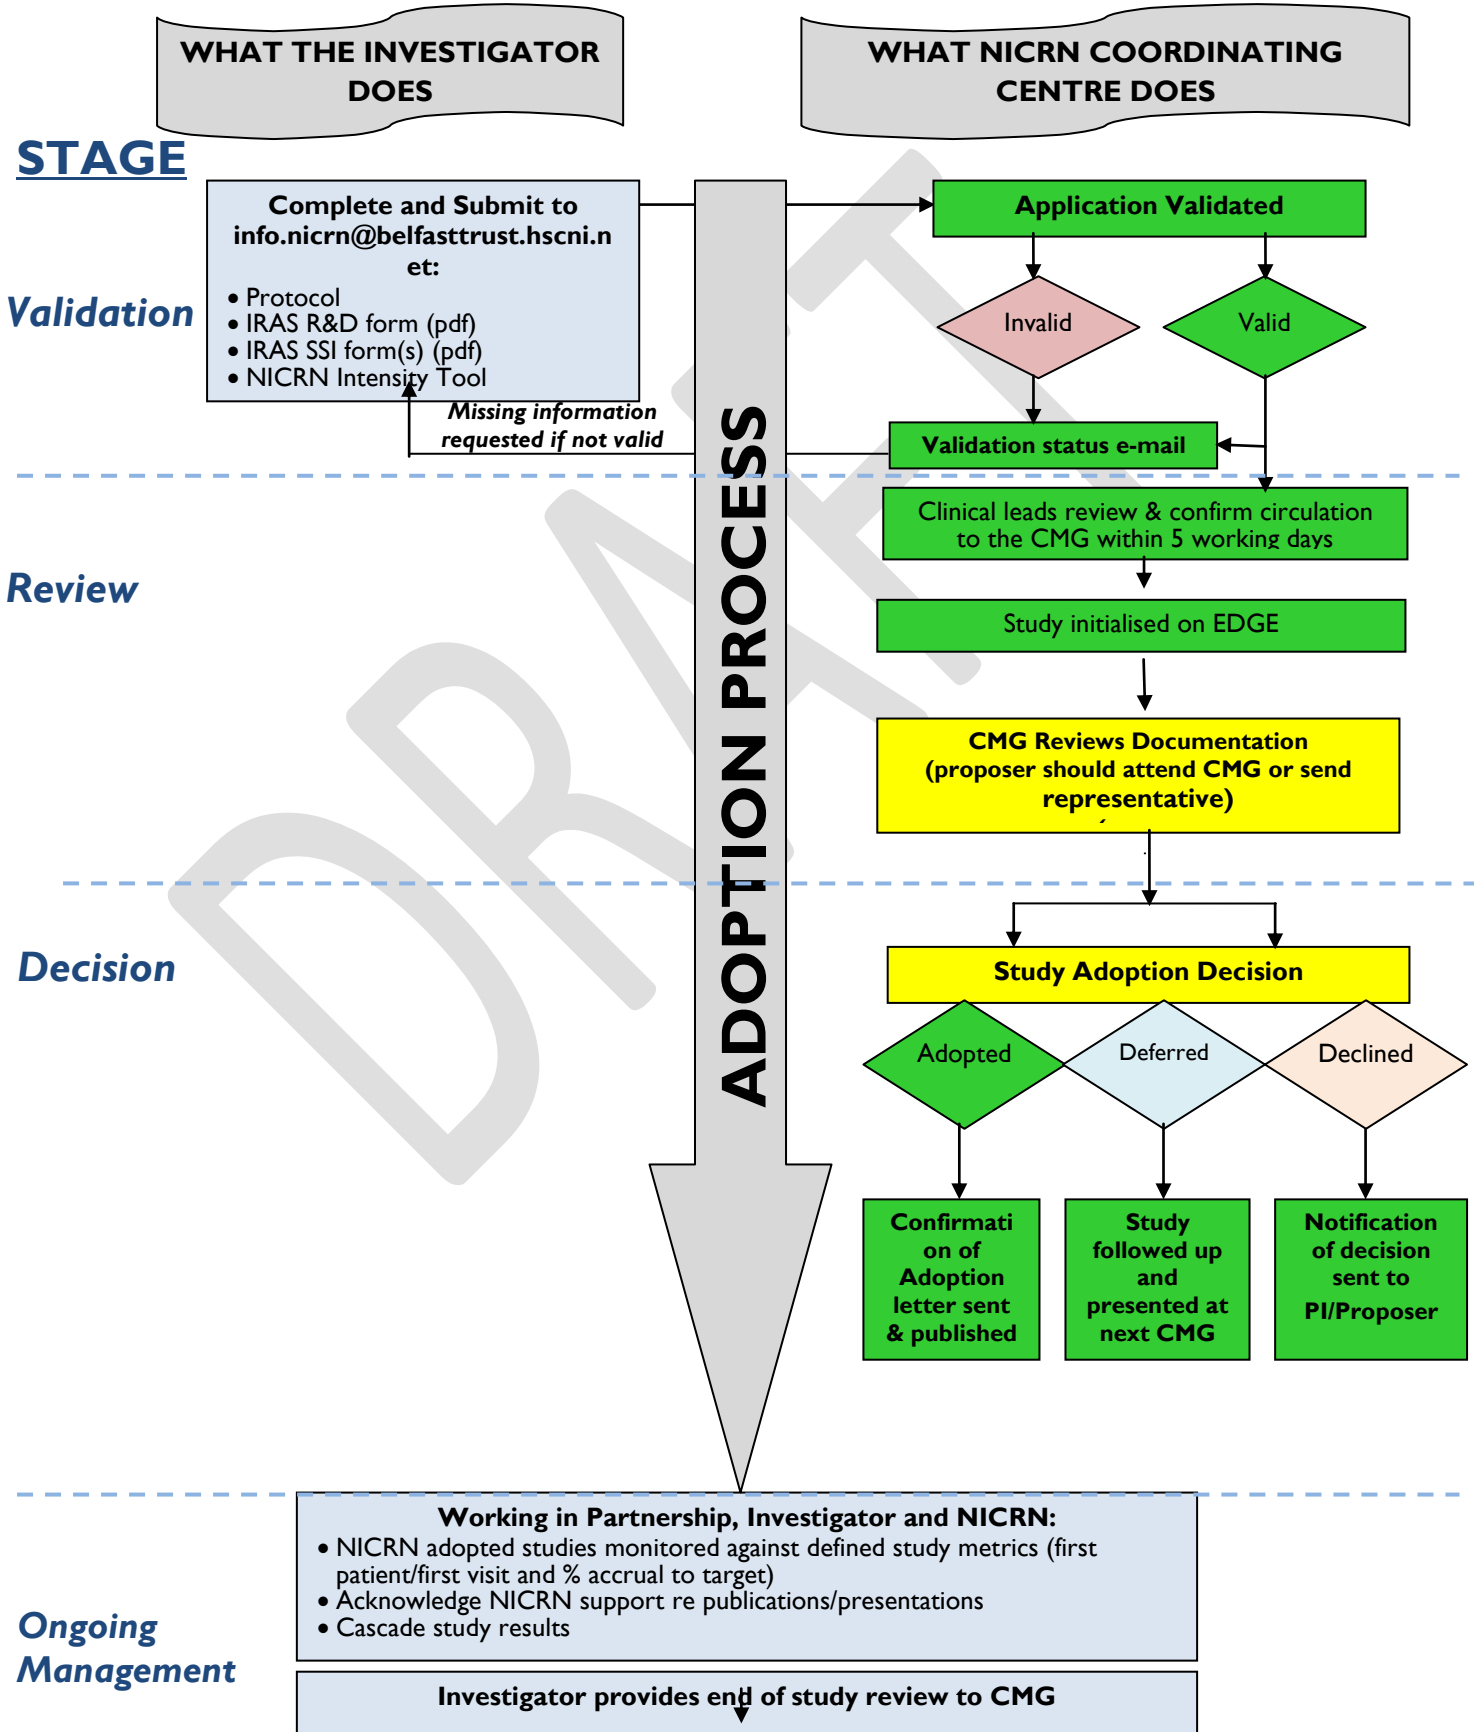 WHAT THE INVESTIGATOR
DOES
WHAT NICRN COORDINATING
CENTRE DOES
STAGE
Validation
Complete and Submit to
info.nicrn@belfasttrust.hscni.n
et:
• Protocol
• IRAS R&D form (pdf)
• IRAS SSI form(s) (pdf)
• NICRN Intensity Tool
Missing information
requested if not valid
Application Validated
Invalid
Valid
Validation status e-mail
ADOPTION PROCESS
DRAFT
Review
Clinical leads review & confirm circulation
to the CMG within 5 working days
Study initialised on EDGE
CMG Reviews Documentation
(proposer should attend CMG or send
representative)
Decision
Study Adoption Decision
Adopted
Deferred
Declined
Confirmati
on of
Adoption
letter sent
& published
Study
followed up
and
presented at
next CMG
Notification
of decision
sent to
PI/Proposer
Ongoing
Management
Working in Partnership, Investigator and NICRN:
• NICRN adopted studies monitored against defined study metrics (first
patient/first visit and % accrual to target)
• Acknowledge NICRN support re publications/presentations
• Cascade study results
Investigator provides end of study review to CMG